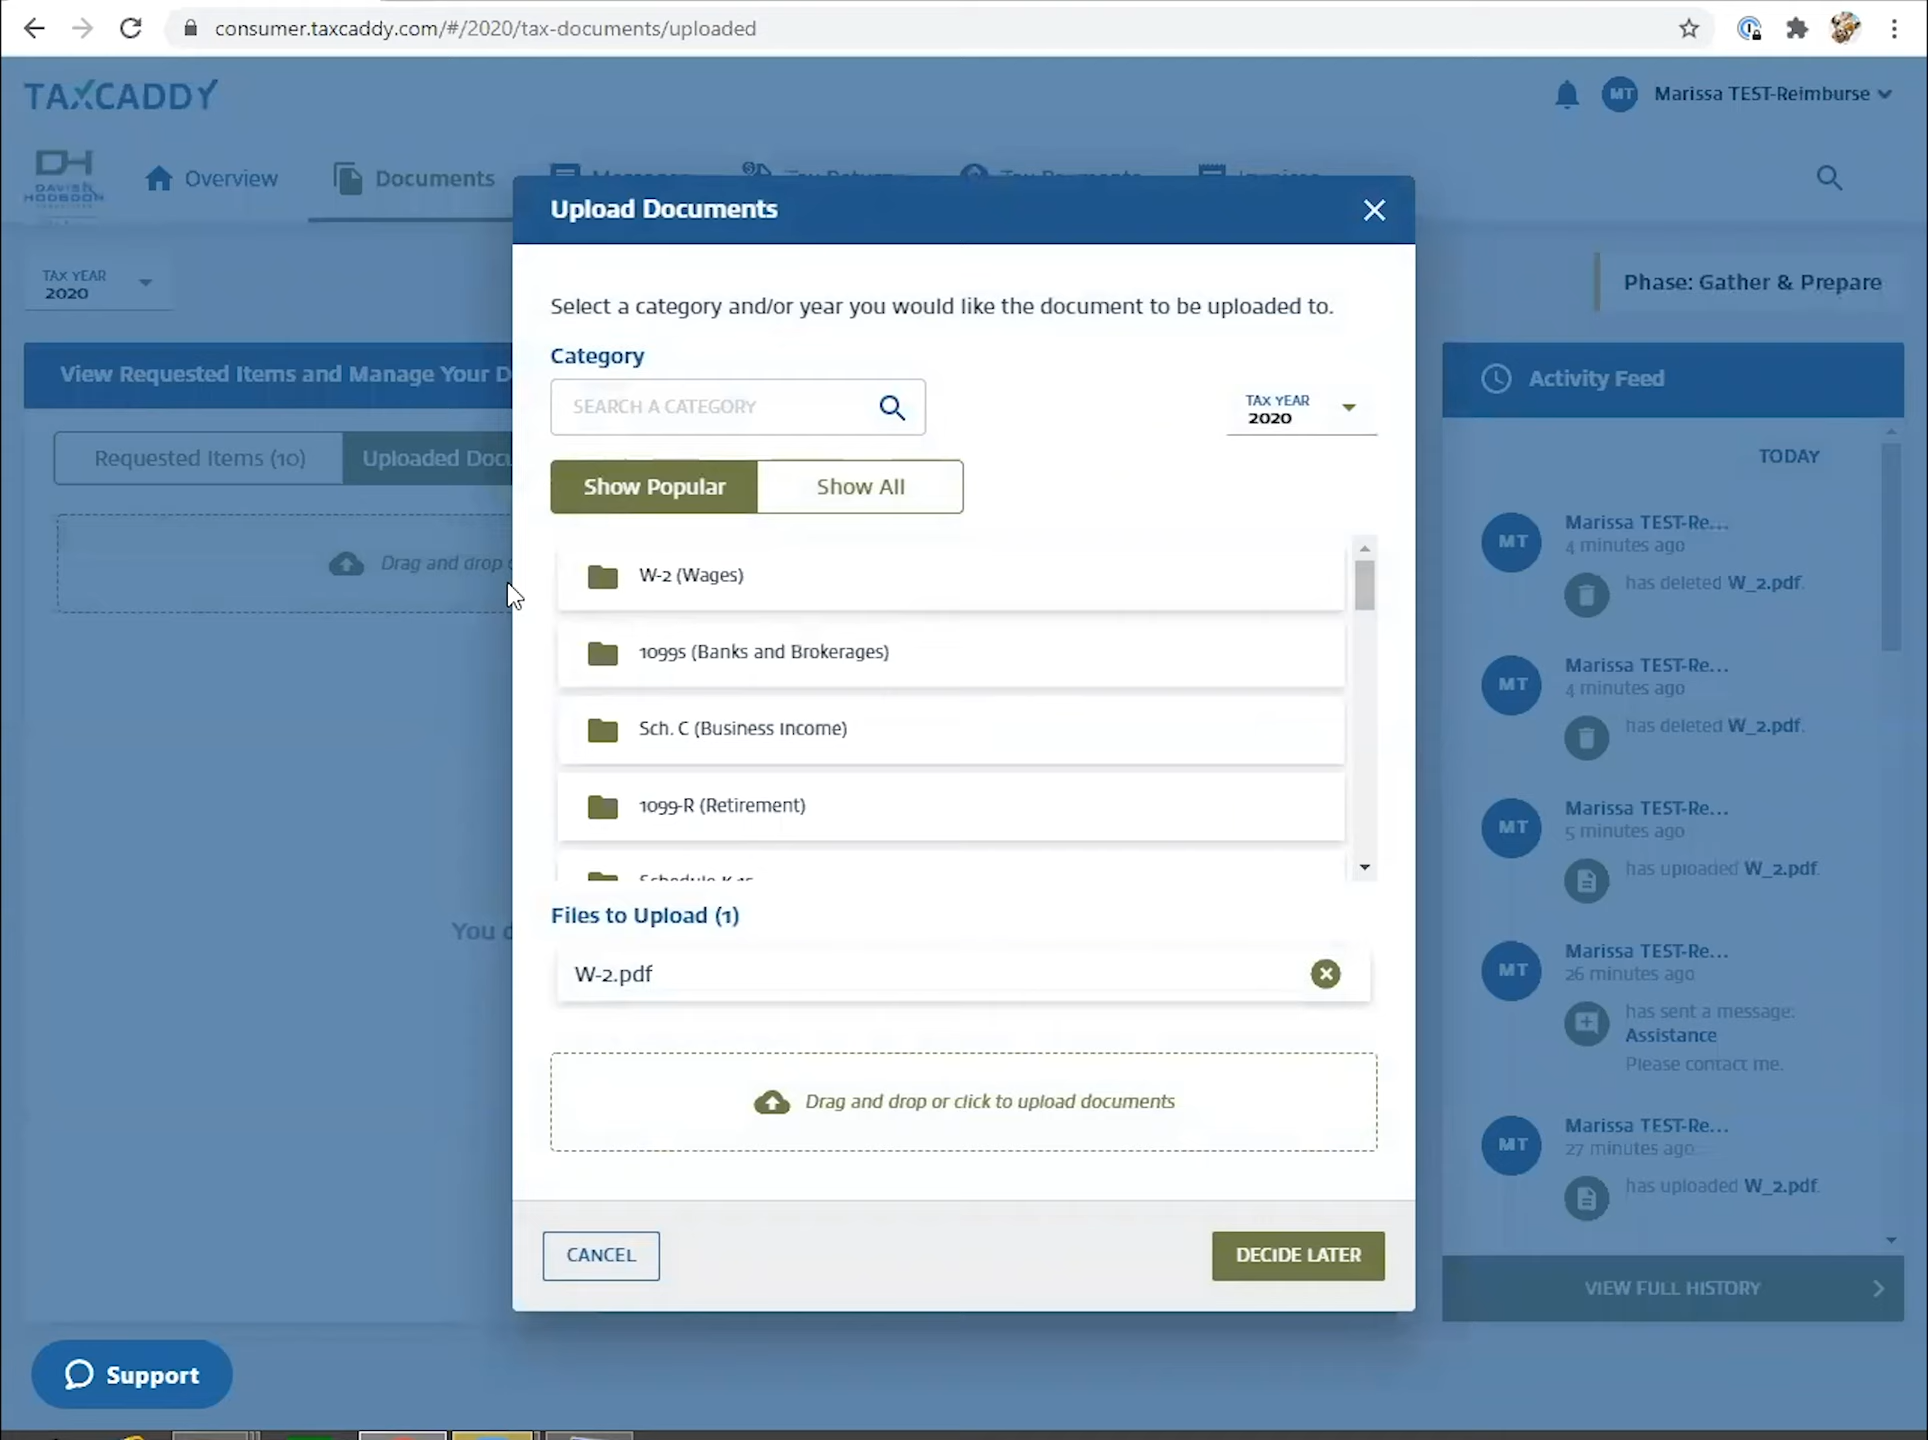 consumer.taxcaddy.com/#/2020/tax-documents/uploaded
TAXCADDY
MT
Marissa TEST-Reimburse
DH
DAVIS &
HODGDON
Overview
Documents
TAX YEAR
2020
Phase: Gather & Prepare
View Requested Items and Manage Your D
Requested Items (10)
Uploaded Docu
Drag and drop
You
Upload Documents
Select a category and/or year you would like the document to be uploaded to.
Category
SEARCH A CATEGORY
TAX YEAR
2020
Show Popular
Show All
W-2 (Wages)
1099s (Banks and Brokerages)
Sch. C (Business Income)
1099-R (Retirement)
Files to Upload (1)
W-2.pdf
Drag and drop or click to upload documents
CANCEL
DECIDE LATER
Activity Feed
TODAY
MT
Marissa TEST-Re...
4 minutes ago
has deleted W_2.pdf.
MT
Marissa TEST-Re...
4 minutes ago
has deleted W_2.pdf.
MT
Marissa TEST-Re...
5 minutes ago
has uploaded W_2.pdf.
MT
Marissa TEST-Re...
26 minutes ago
has sent a message:
Assistance
Please contact me.
MT
Marissa TEST-Re...
27 minutes ago
has uploaded W_2.pdf.
VIEW FULL HISTORY
Support